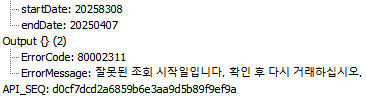 startDate: 20258308
endDate: 20250407
Output {} (2)
ErrorCode: 80002311
ErrorMessage: 잘못된 조회 시작일입니다. 확인 후 다시 거래하십시오.
API_SEQ: d0cf7dcd2a6859b6e3aa9d5b89f9ef9a